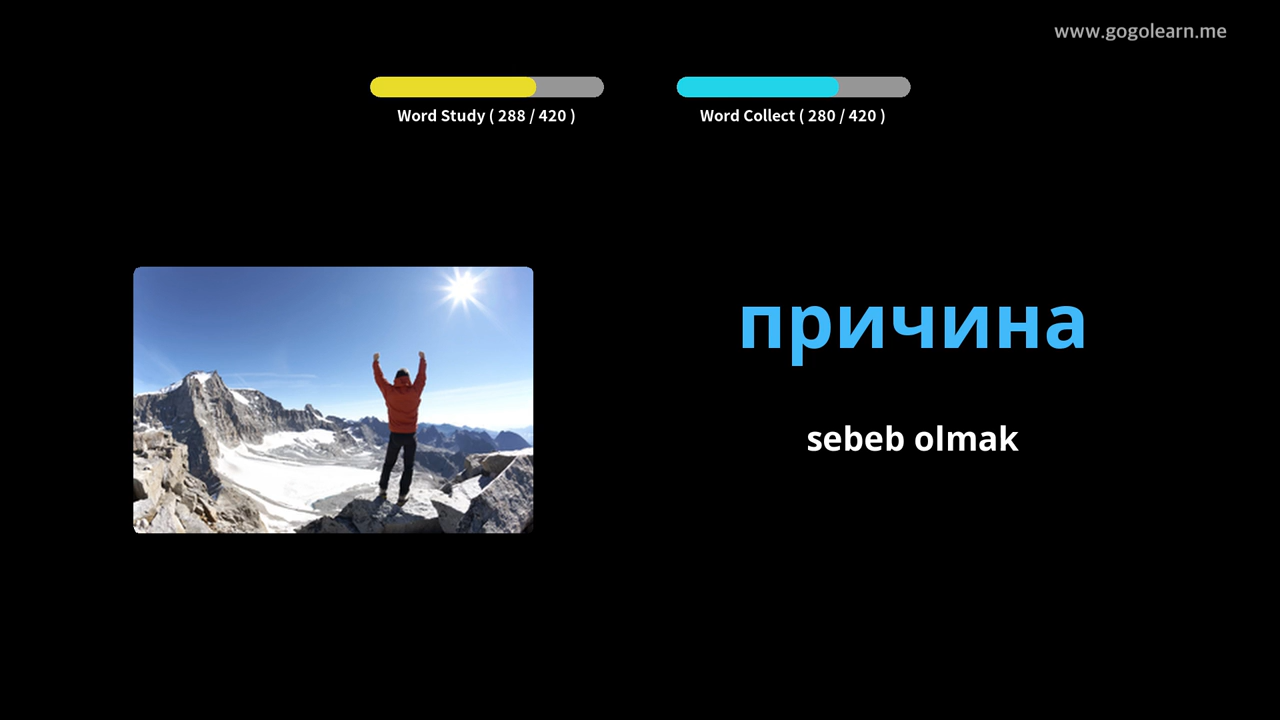 www.gogolearn.me
Word Study ( 288 / 420 )
Word Collect ( 280 / 420 )
причина
sebeb olmak